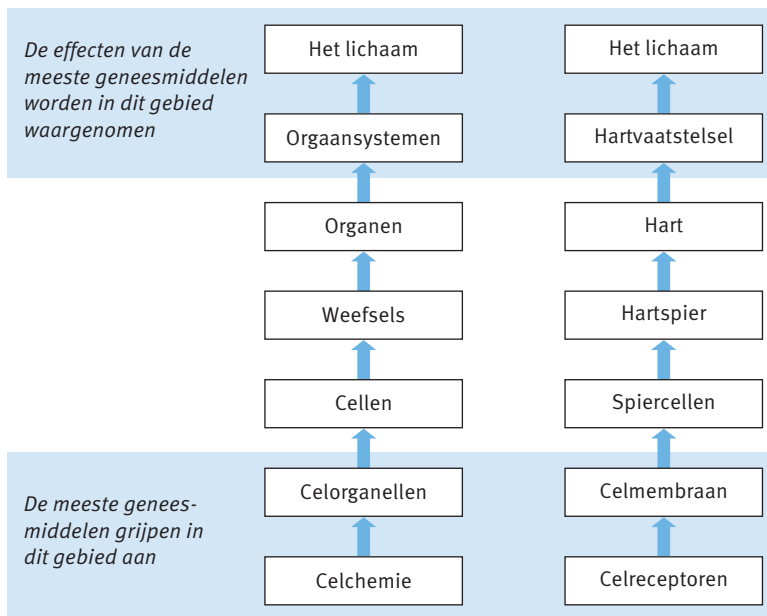 De effecten van de
meeste geneesmiddelen
worden in dit gebied
waargenomen
Het lichaam
Het lichaam
Orgaansystemen
Hartvaatstelsel
Organen
Hart
Weefsels
Hartspier
Cellen
Spiercellen
De meeste genees-
middelen grijpen in
dit gebied aan
Celorganellen
Celmembraan
Celchemie
Celreceptoren